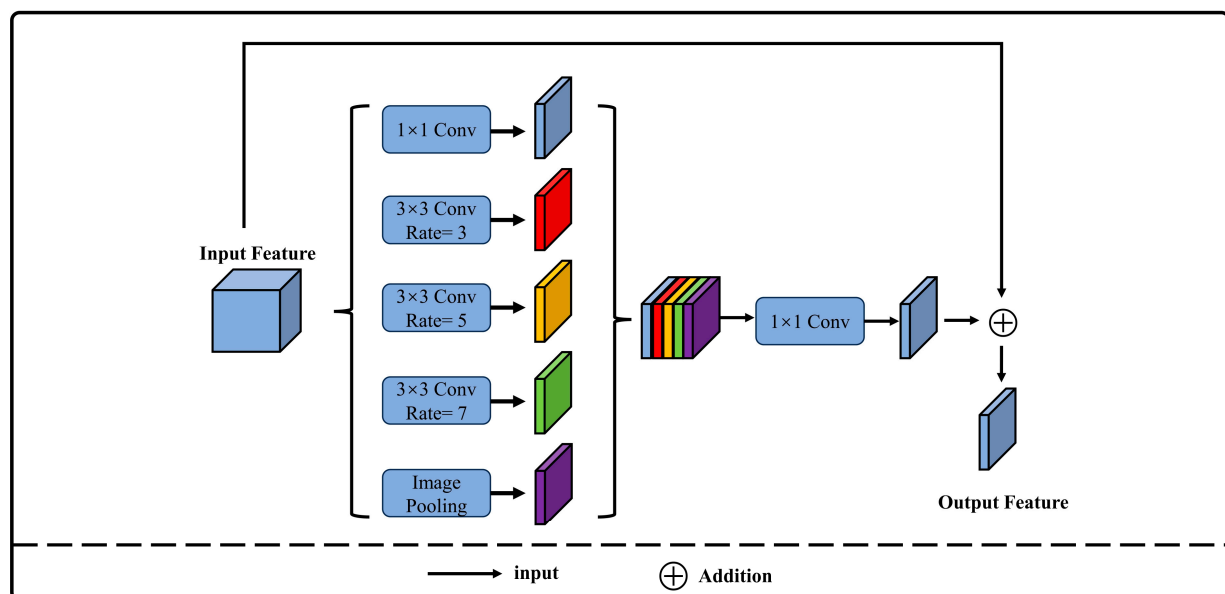 Input Feature
1×1 Conv
3×3 Conv
Rate= 3
3×3 Conv
Rate= 5
3×3 Conv
Rate= 7
Image
Pooling
1×1 Conv
Output Feature
input
Addition